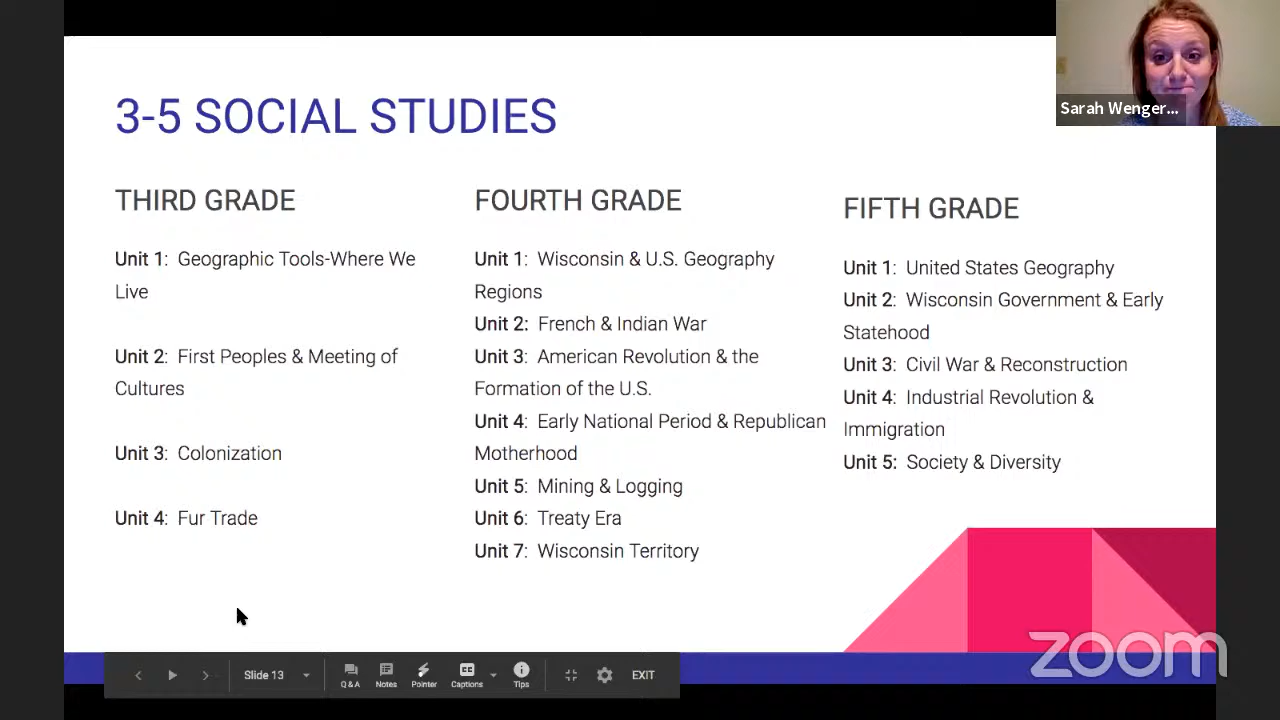 3-5 SOCIAL STUDIES
Sarah Wenger...
THIRD GRADE
Unit 1: Geographic Tools-Where We
Live
Unit 2: First Peoples & Meeting of
Cultures
Unit 3: Colonization
Unit 4: Fur Trade
FOURTH GRADE
Unit 1: Wisconsin & U.S. Geography
Regions
Unit 2: French & Indian War
Unit 3: American Revolution & the
Formation of the U.S.
Unit 4: Early National Period & Republican
Motherhood
Unit 5: Mining & Logging
Unit 6: Treaty Era
Unit 7: Wisconsin Territory
FIFTH GRADE
Unit 1: United States Geography
Unit 2: Wisconsin Government & Early
Statehood
Unit 3: Civil War & Reconstruction
Unit 4: Industrial Revolution &
Immigration
Unit 5: Society & Diversity
zoom
Slide 13
Q & A
Notes
Pointer
CC
Captions
Tips
EXIT